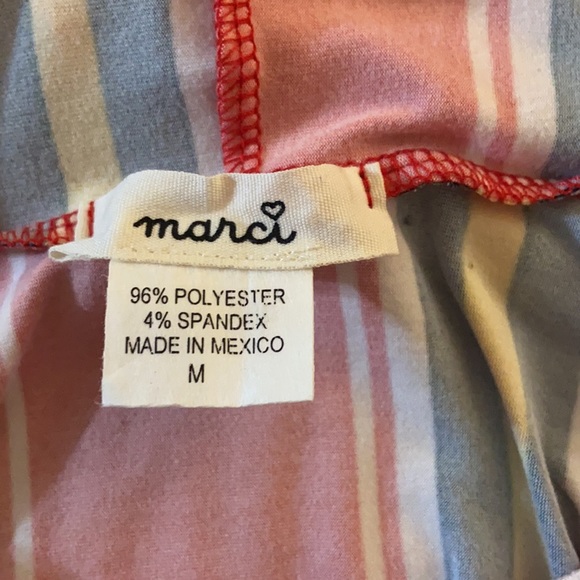 marci
96% POLYESTER
4% SPANDEX
MADE IN MEXICO
M